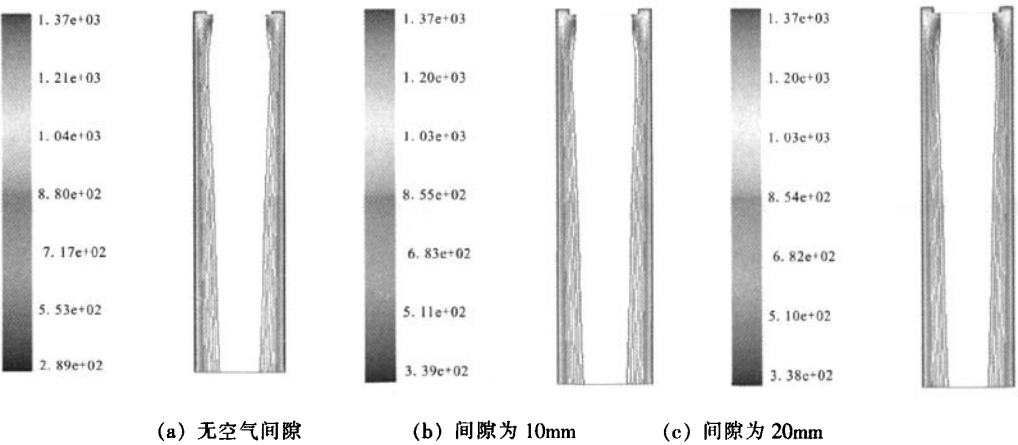 1. 37e+03
1. 21e+03
1. 04e+03
8. 80e+02
7. 17e+02
5. 53e+02
2. 89e+02
1. 37e+03
1. 20e+03
1. 03e+03
8. 55e+02
6. 83e+02
5. 11e+02
3. 39e+02
1. 37e+03
1. 20e+03
1. 03e+03
8. 54e+02
6. 82e+02
5. 10e+02
3. 38e+02
(a) 无空气间隙
(b) 间隙为 10mm
(c) 间隙为 20mm